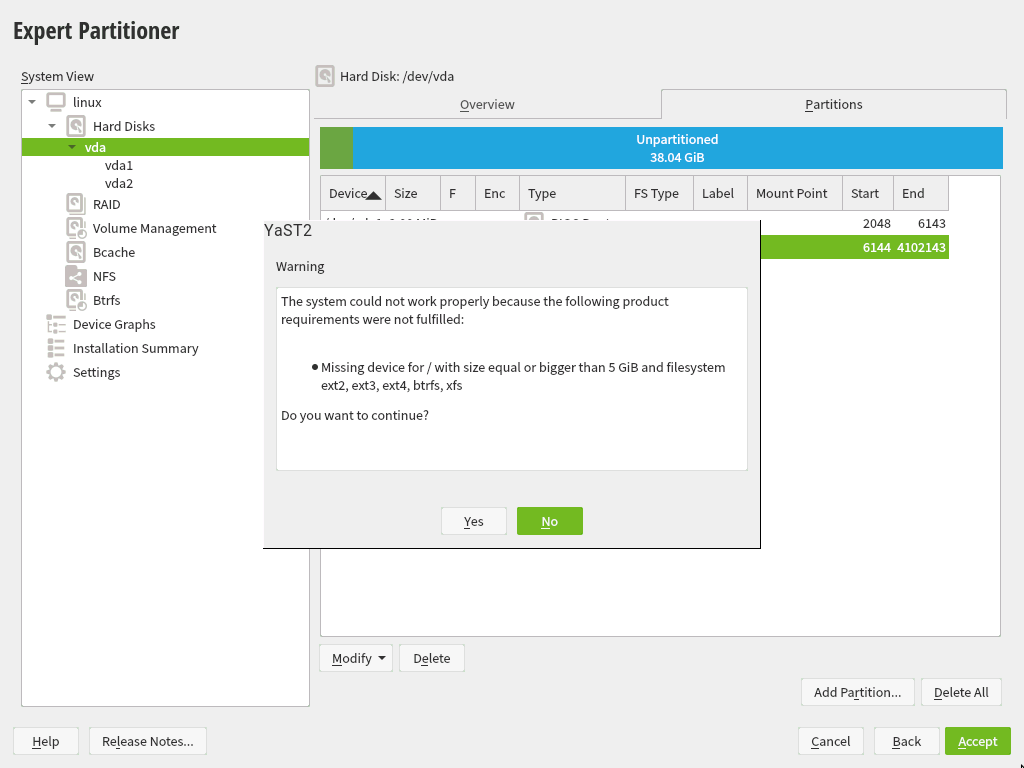 Expert Partitioner
System View
Hard Disk: /dev/vda
linux
Hard Disks
vda
vda1
vda2
RAID
Volume Management
Bcache
NFS
Btrfs
Device Graphs
Installation Summary
Settings
Overview
Partitions
Unpartitioned
38.04 GiB
Device Size F Enc Type FS Type Label Mount Point Start End
2048 6143
6144 4102143
YaST2
Warning
The system could not work properly because the following product
requirements were not fulfilled:
Missing device for / with size equal or bigger than 5 GiB and filesystem
ext2, ext3, ext4, btrfs, xfs
Do you want to continue?
Yes No
Modify Delete
Add Partition... Delete All
Help Release Notes... Cancel Back Accept